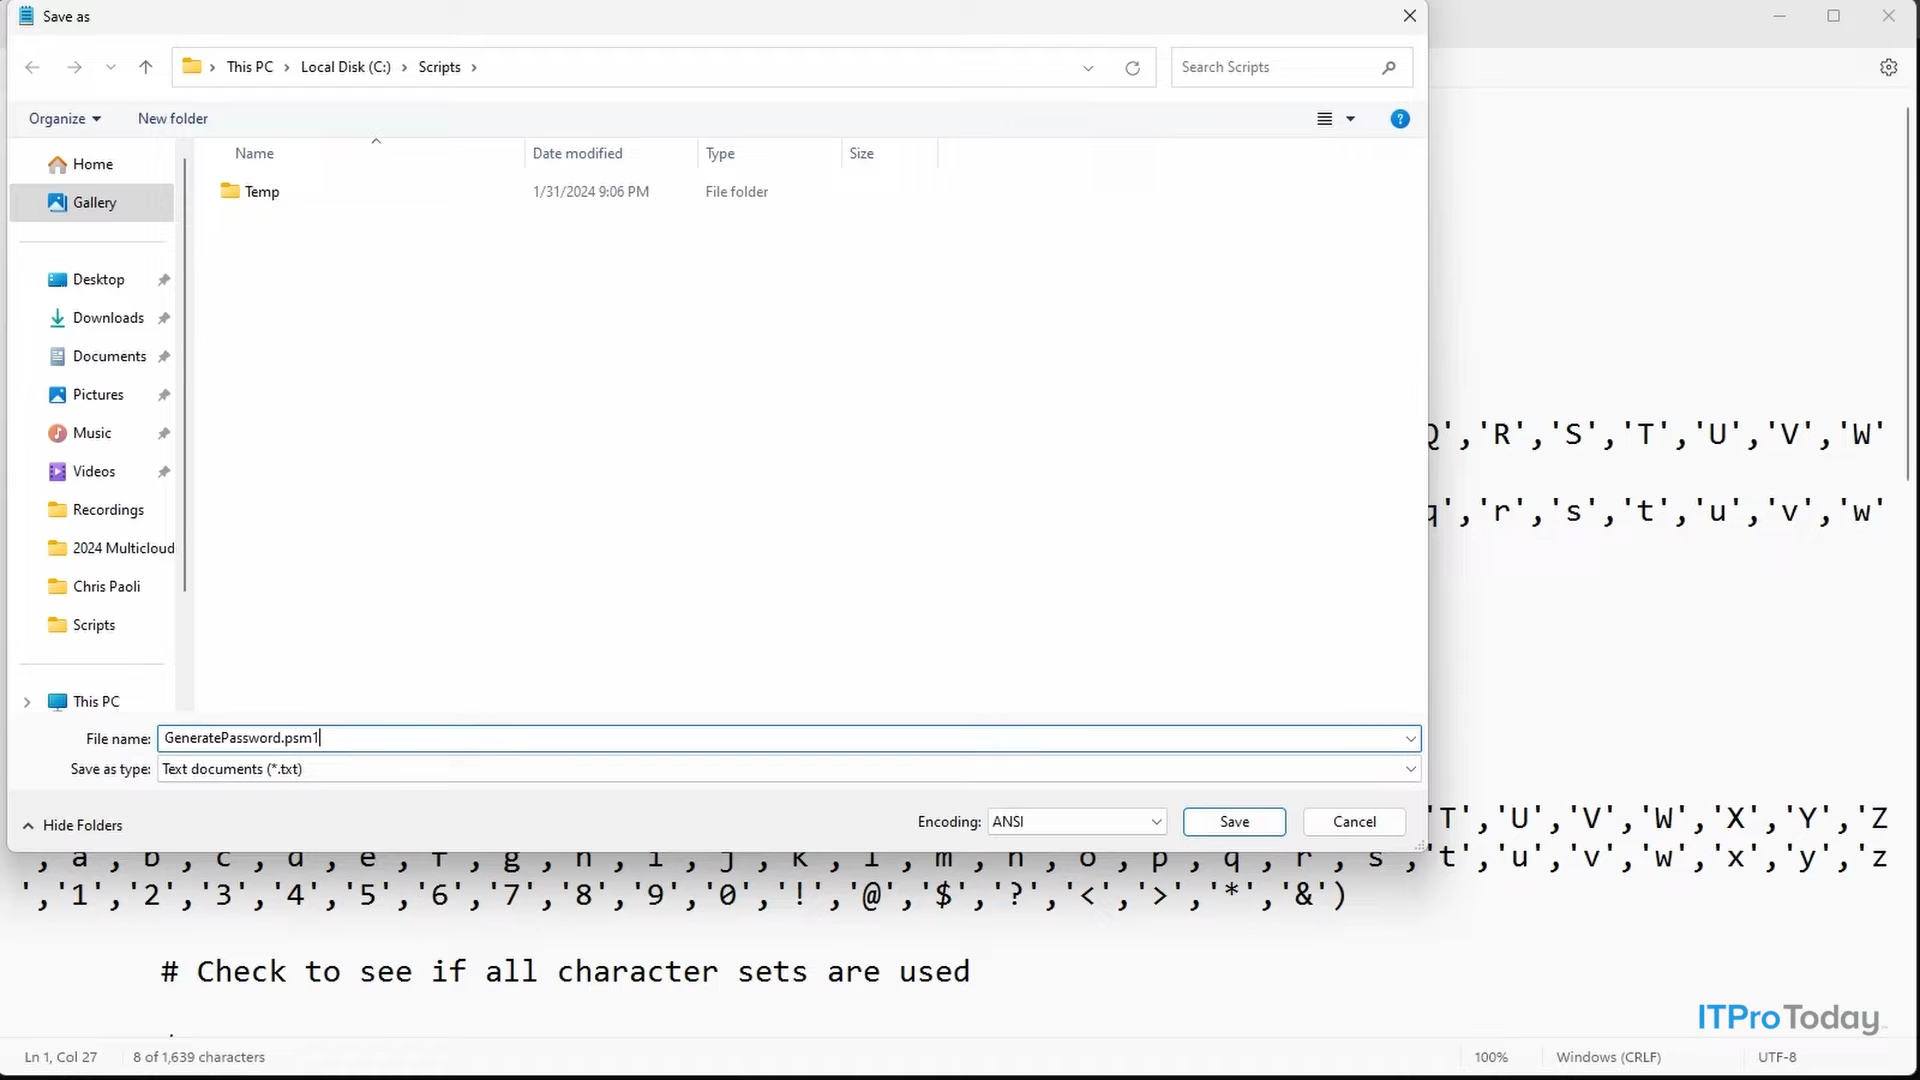 Save as
This PC > Local Disk (C:) > Scripts >
Search Scripts
Organize
New folder
?
Name
Date modified
Type
Size
Temp
1/31/2024 9:06 PM
File folder
Home
Gallery
Desktop
Downloads
Documents
Pictures
Music
Videos
Recordings
2024 Multicloud
Chris Paoli
Scripts
This PC
File name: GeneratePassword.psm1
Save as type: Text documents (*.txt)
Hide Folders
Encoding: ANSI
Save
Cancel
Q','R','S','T','U','V','W'
q','r','s','t','u','v','w'
'T','U','V','W','X','Y','Z
','a','b','c','d','e','f','g','h','i','j','k','l','m','n','o','p','q','r','s','t','u','v','w','x','y','z
','1','2','3','4','5','6','7','8','9','0','!','@','$','?','<','>','*','&')
# Check to see if all character sets are used
Ln 1, Col 27
8 of 1,639 characters
100%
Windows (CRLF)
UTF-8
ITProToday